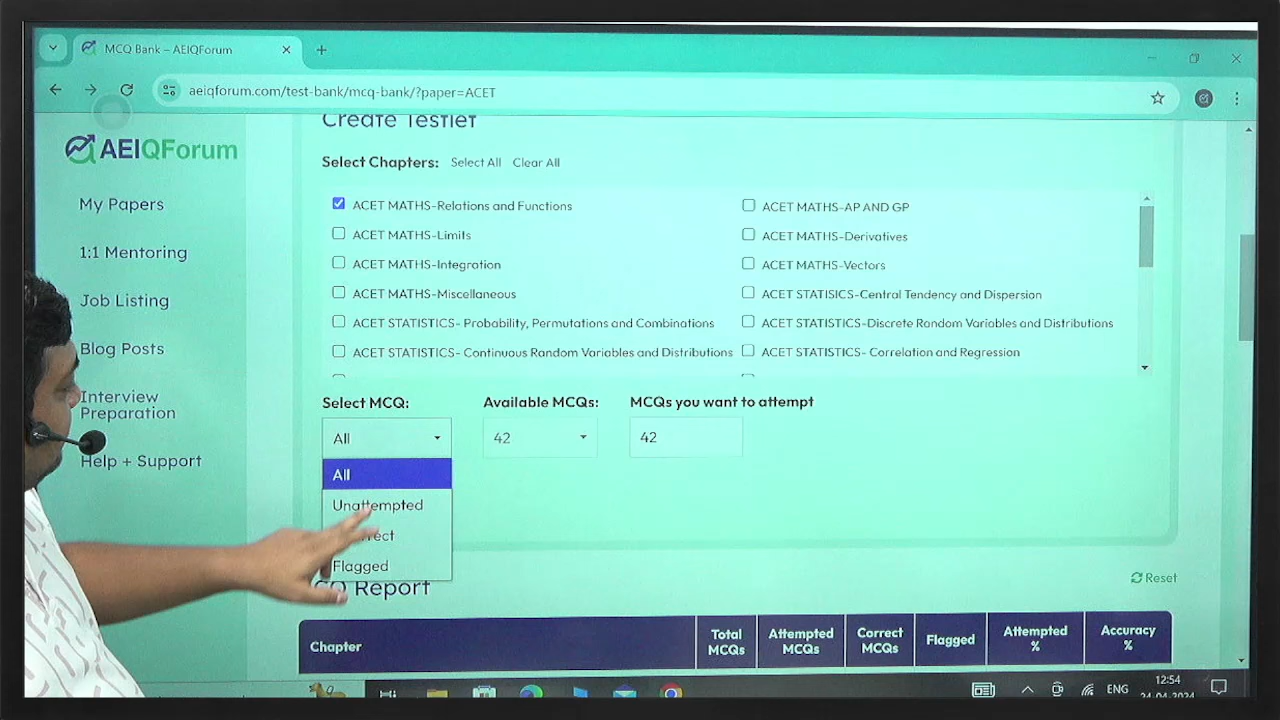 MCQ Bank – AEIQForum
aeiqforum.com/test-bank/mcq-bank/?paper=ACET
AEIQForum
My Papers
1:1 Mentoring
Job Listing
Blog Posts
Interview
Preparation
Help + Support
Create Testlet
Select Chapters: Select All Clear All
ACET MATHS-Relations and Functions
ACET MATHS-AP AND GP
ACET MATHS-Limits
ACET MATHS-Derivatives
ACET MATHS-Integration
ACET MATHS-Vectors
ACET MATHS-Miscellaneous
ACET STATISICS-Central Tendency and Dispersion
ACET STATISTICS- Probability, Permutations and Combinations
ACET STATISTICS-Discrete Random Variables and Distributions
ACET STATISTICS- Continuous Random Variables and Distributions
ACET STATISTICS- Correlation and Regression
Select MCQ: Available MCQs: MCQs you want to attempt
All 42 42
All
Unattempted
Flagged
Report
Reset
Chapter
Total MCQs
Attempted MCQs
Correct MCQs
Flagged
Attempted %
Accuracy %
ENG
12:54
24-04-2024